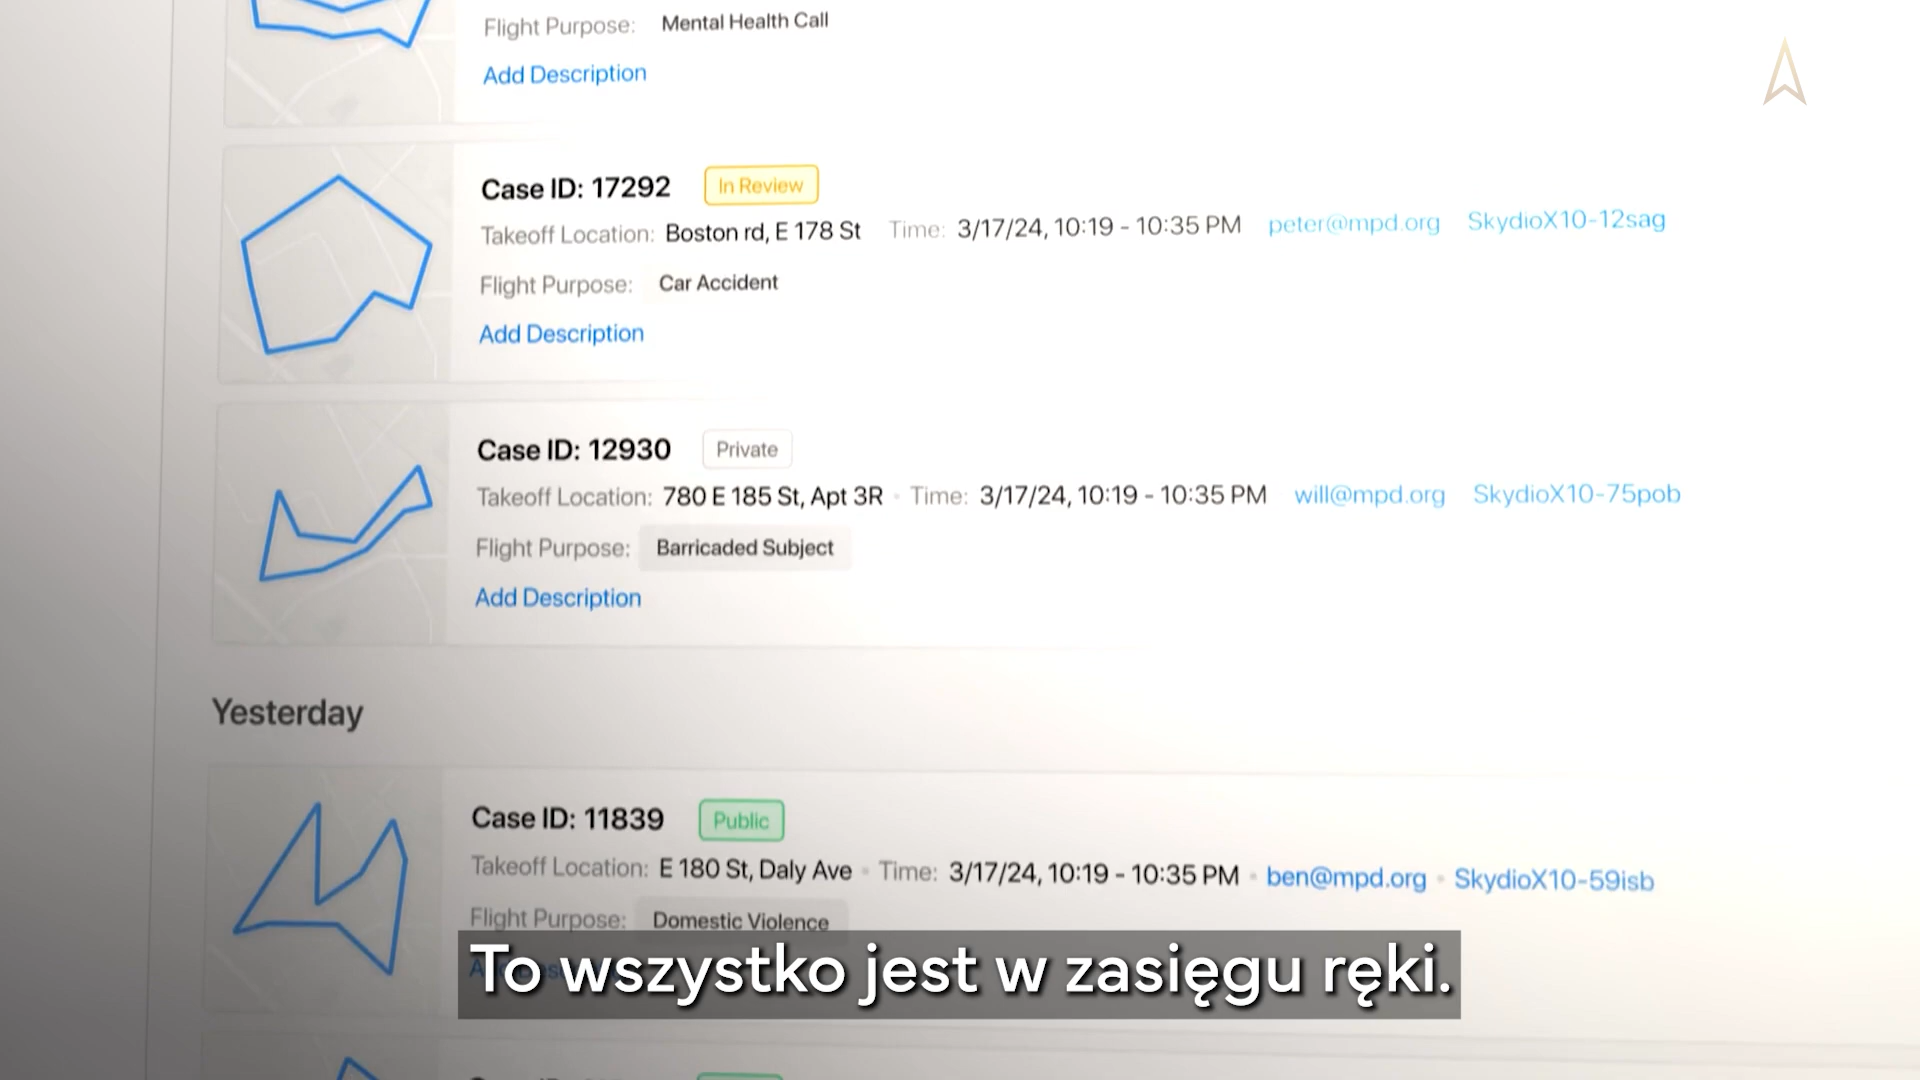 Flight Purpose: Mental Health Call
Add Description
Case ID: 17292 In Review
Takeoff Location: Boston rd, E 178 St Time: 3/17/24, 10:19 - 10:35 PM peter@mpd.org SkydioX10-12sag
Flight Purpose: Car Accident
Add Description
Case ID: 12930 Private
Takeoff Location: 780 E 185 St, Apt 3R • Time: 3/17/24, 10:19 - 10:35 PM will@mpd.org SkydioX10-75pob
Flight Purpose: Barricaded Subject
Add Description
Yesterday
Case ID: 11839 Public
Takeoff Location: E 180 St, Daly Ave • Time: 3/17/24, 10:19 - 10:35 PM • ben@mpd.org • SkydioX10-59isb
Flight Purpose: Domestic Violence
To wszystko jest w zasięgu ręki.